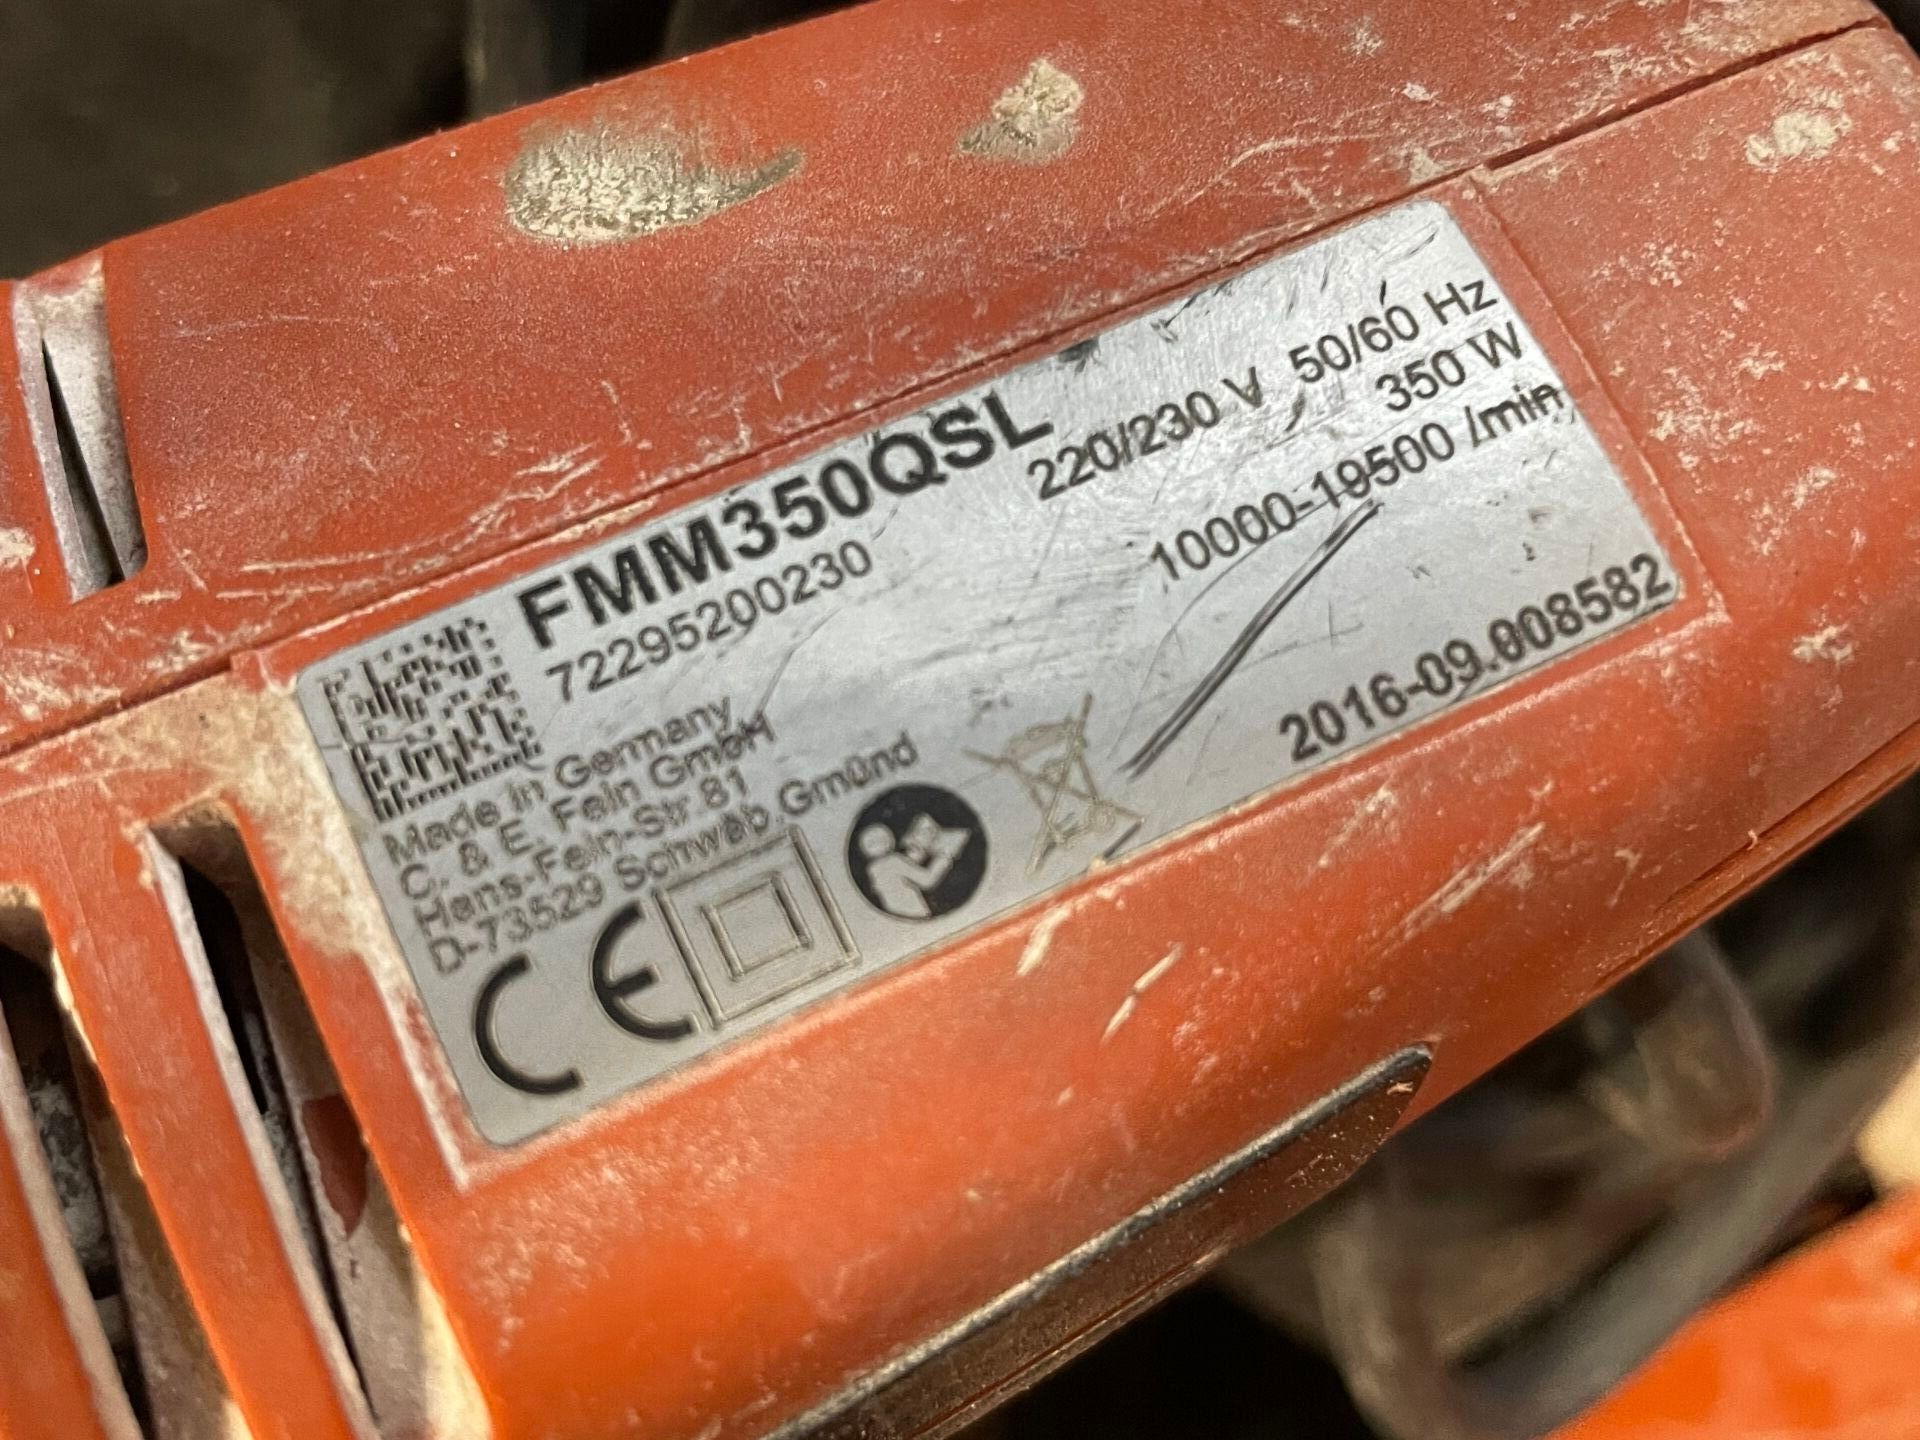 FMM350QSL
72295200230
220/230 V 50/60 Hz
350 W
10000-19500 /min
Made in Germany
C. & E. Fein GmbH
Hans-Fein-Str.81
D-73529 Schwäb.Gmünd
2016-09.008582
CE